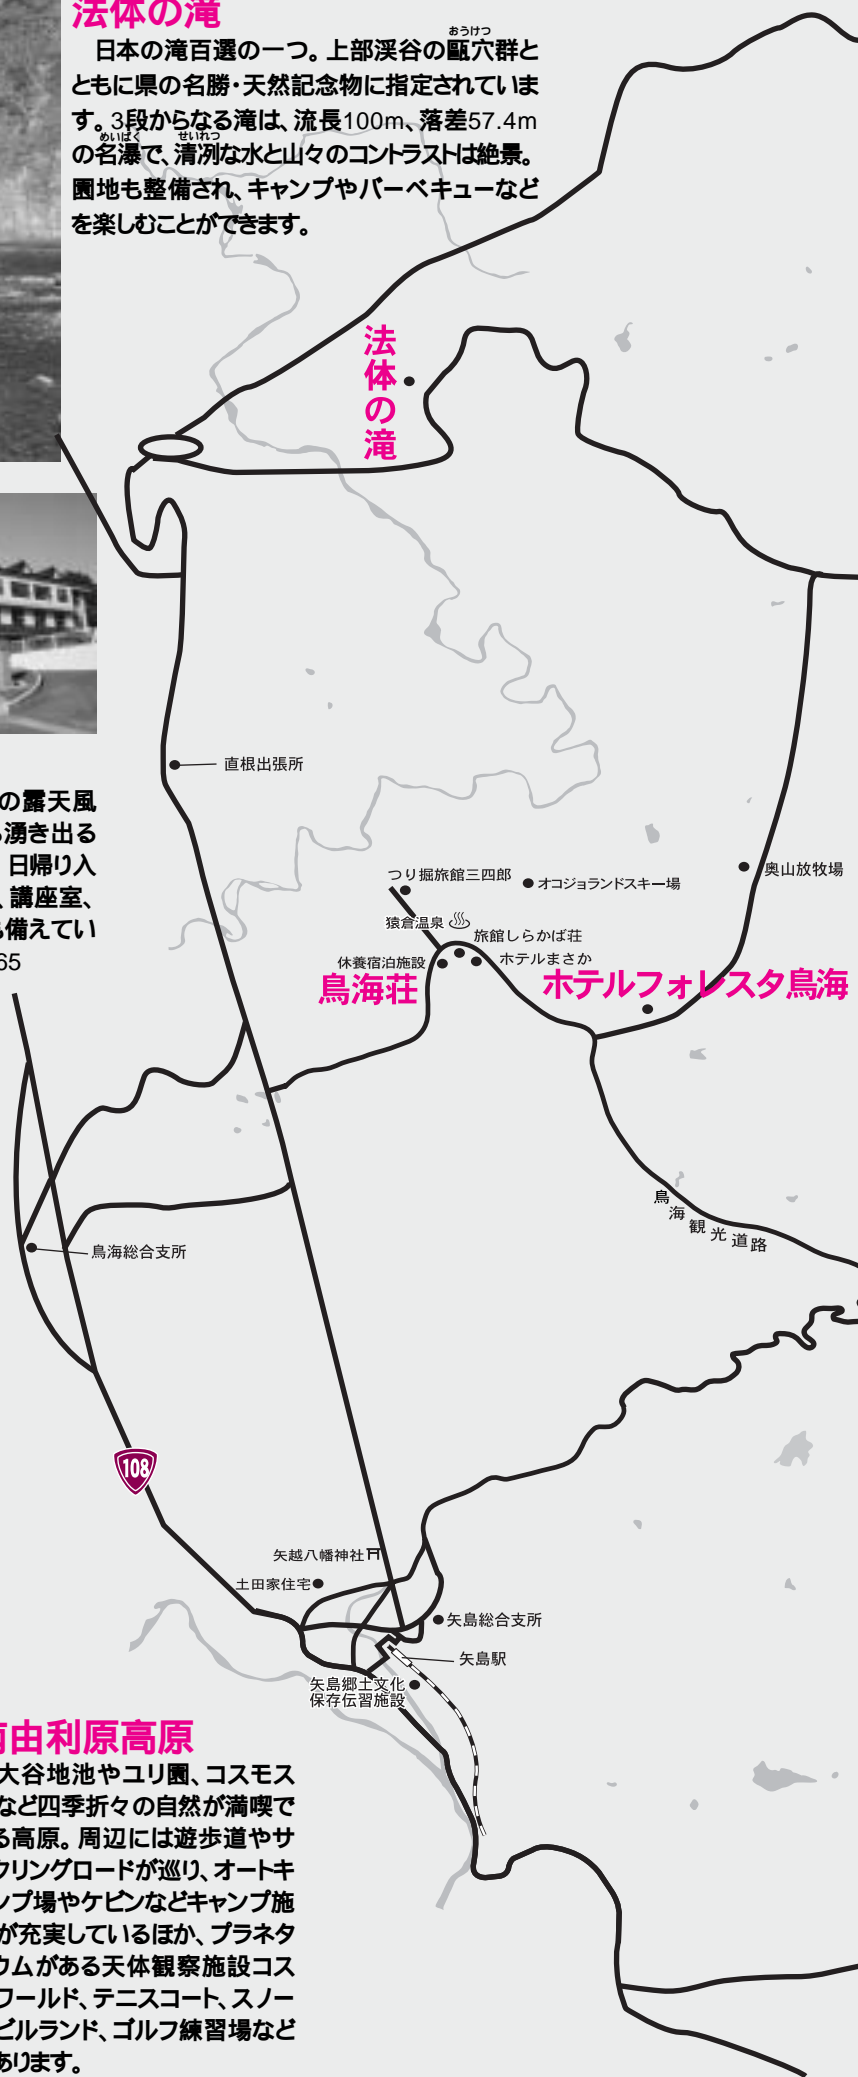 法体の滝
日本の滝百選の一つ。上部渓谷の甌穴群と
おうけつ
ともに県の名勝・天然記念物に指定されていま
す。3段からなる滝は、流長100m、落差57.4m
めいばく せいれつ
の名瀑で、清冽な水と山々のコントラストは絶景。
園地も整備され、キャンプやバーベキューなど
を楽しむことができます。
法体の滝
直根出張所
の露天風
湧き出る
日帰り入
、講座室、
備えてい
65
つり掘旅館三四郎
オコジョランドスキー場
奥山放牧場
猿倉温泉
旅館しらかば荘
休養宿泊施設
ホテルまさか
鳥海荘
ホテルフォレスタ鳥海
鳥海観光道路
鳥海総合支所
108
矢越八幡神社
土田家住宅
矢島総合支所
矢島駅
矢島郷土文化
保存伝習施設
由利原高原
大谷地池やユリ園、コスモス
など四季折々の自然が満喫で
る高原。周辺には遊歩道やサ
クリングロードが巡り、オートキ
ンプ場やケビンなどキャンプ施
が充実しているほか、プラネタ
ウムがある天体観察施設コス
ワールド、テニスコート、スノー
ビルランド、ゴルフ練習場など
あります。